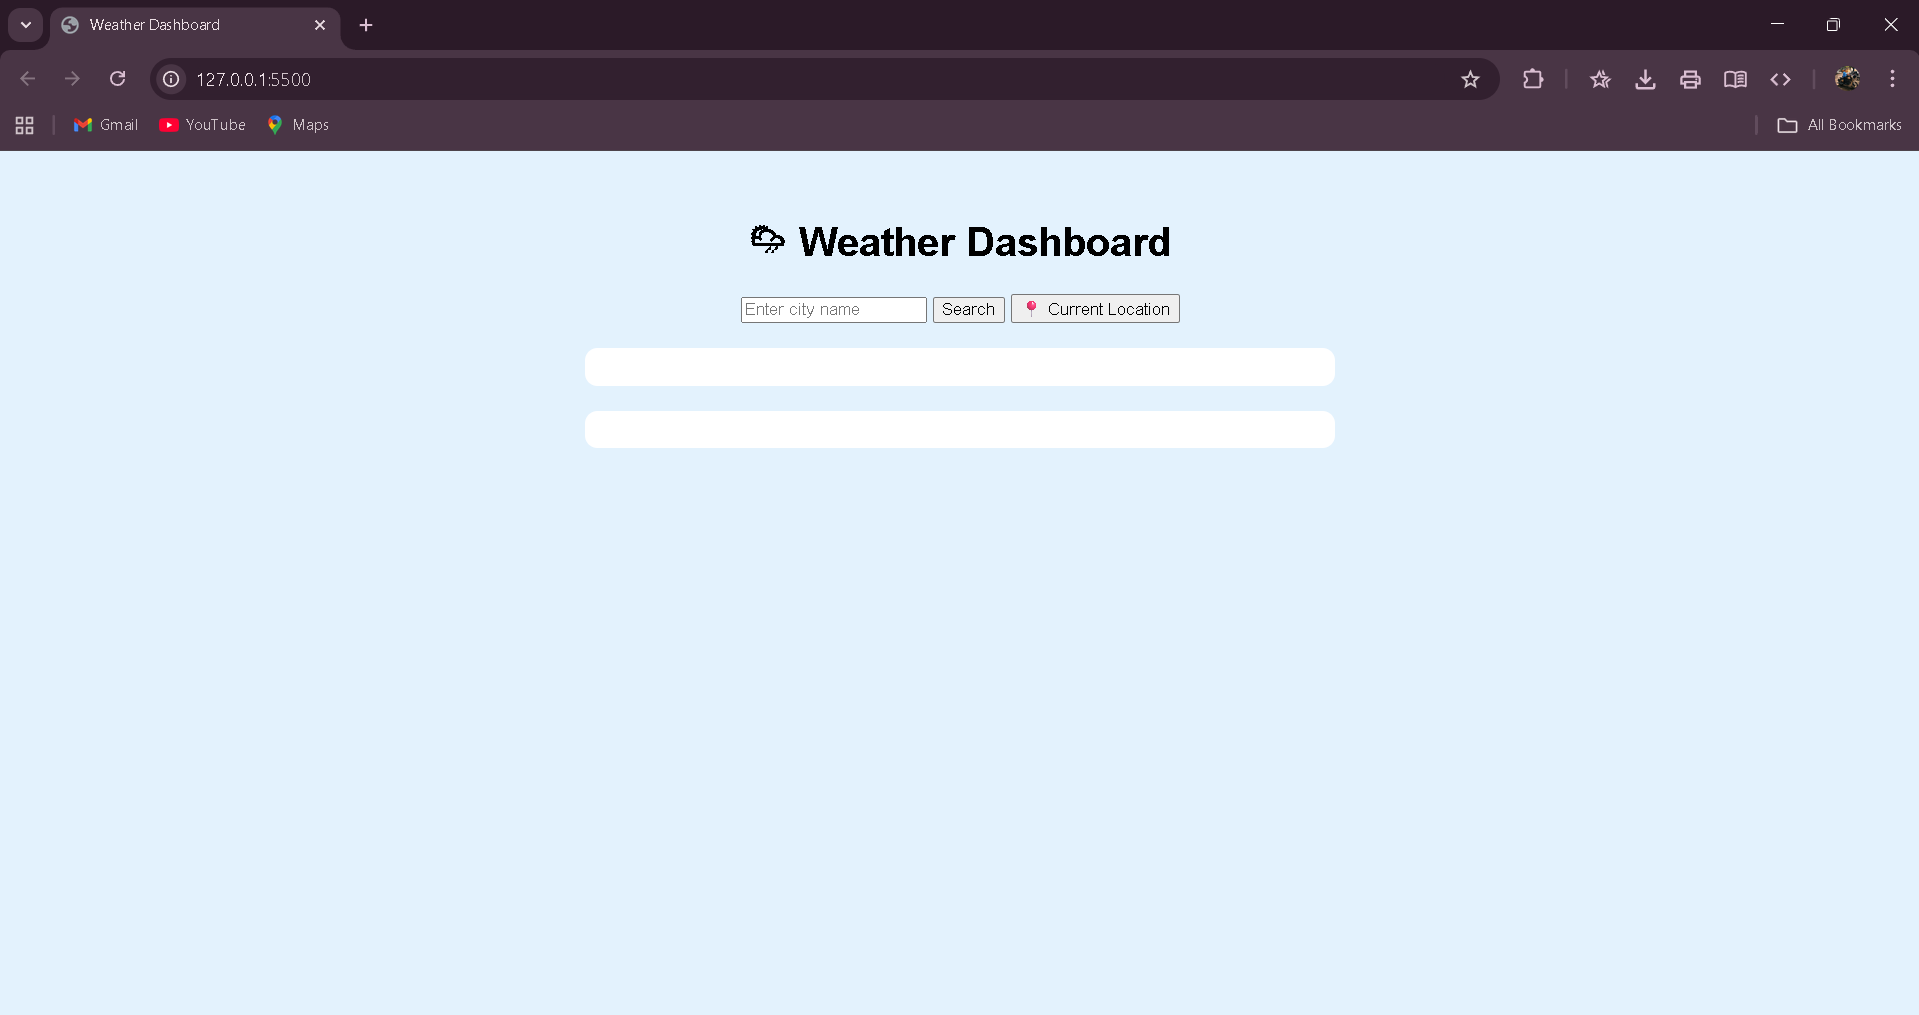 Weather Dashboard
127.0.0.1:5500
Gmail YouTube Maps All Bookmarks
🌦 Weather Dashboard
Enter city name Search 📍 Current Location